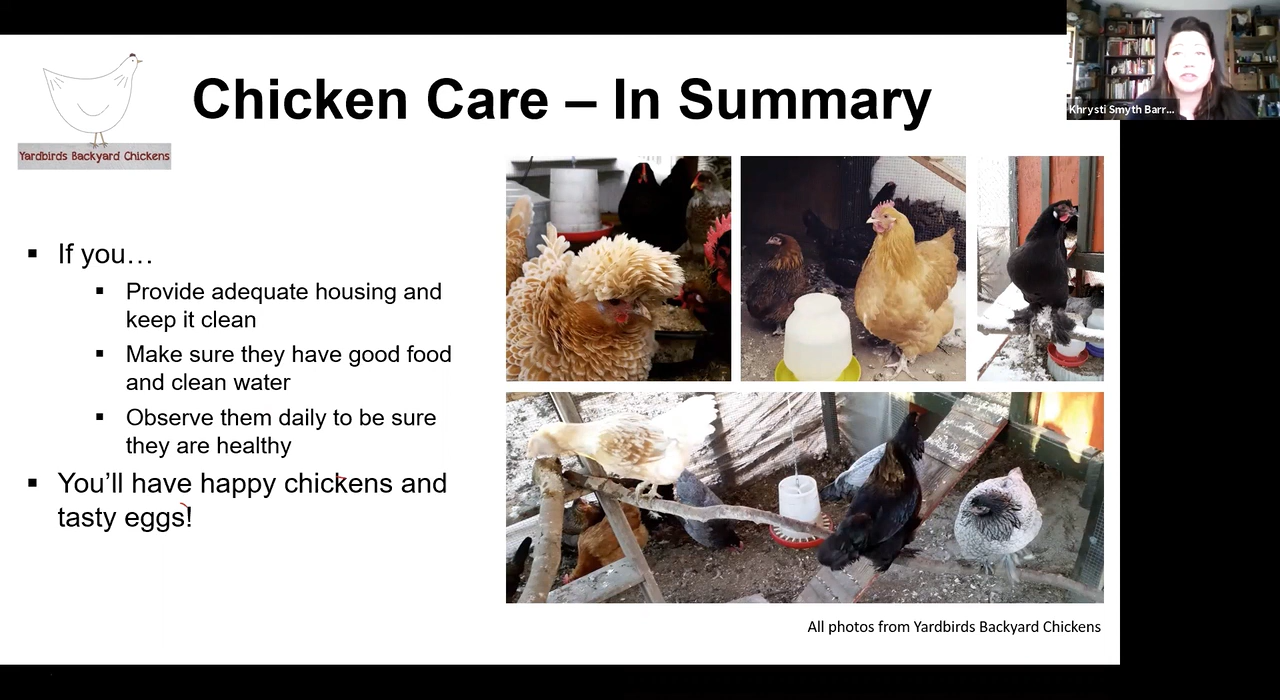 Khrysti Smyth Barr...
Chicken Care – In Summary
Yardbirds Backyard Chickens
▪ If you…
▪ Provide adequate housing and
keep it clean
▪ Make sure they have good food
and clean water
▪ Observe them daily to be sure
they are healthy
▪ You’ll have happy chickens and
tasty eggs!
All photos from Yardbirds Backyard Chickens